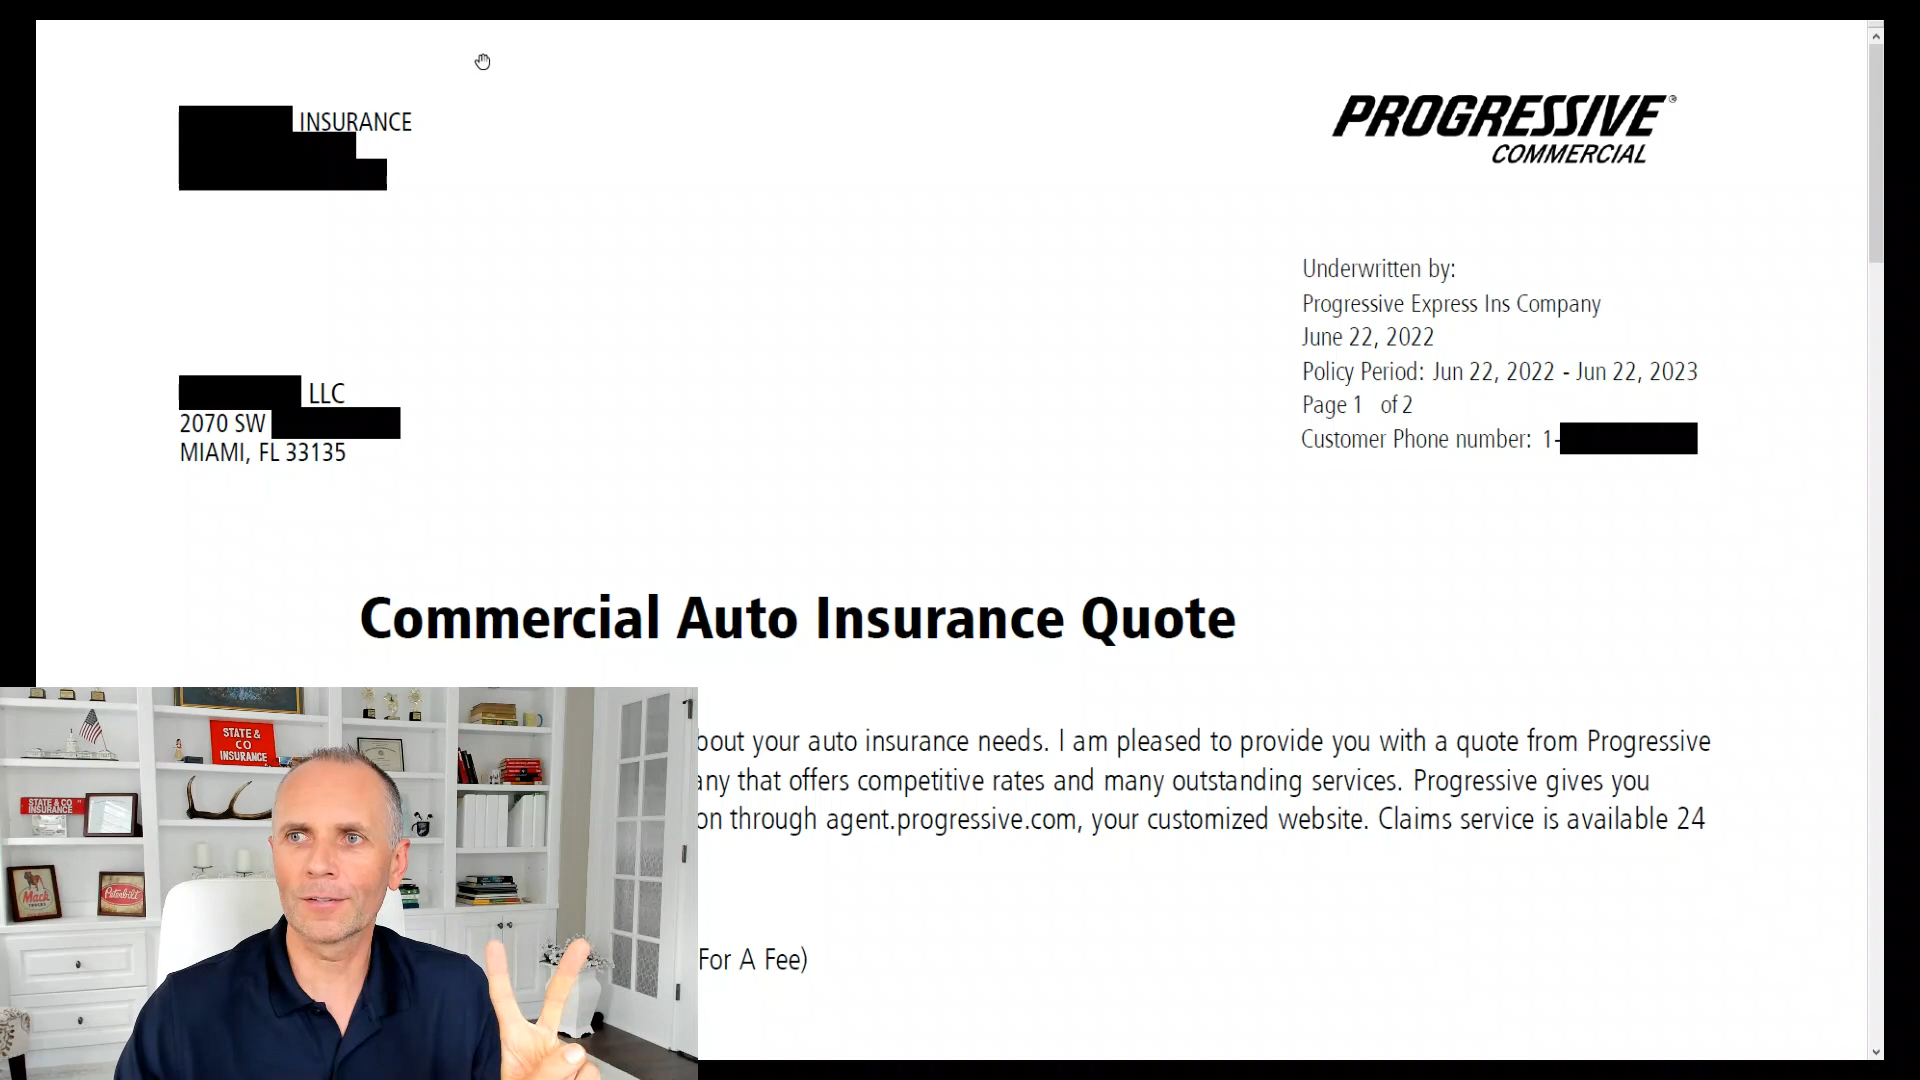 INSURANCE
PROGRESSIVE®
COMMERCIAL
Underwritten by:
Progressive Express Ins Company
June 22, 2022
Policy Period: Jun 22, 2022 - Jun 22, 2023
Page 1 of 2
Customer Phone number: 1-
LLC
2070 SW
MIAMI, FL 33135
Commercial Auto Insurance Quote
bout your auto insurance needs. I am pleased to provide you with a quote from Progressive
any that offers competitive rates and many outstanding services. Progressive gives you
on through agent.progressive.com, your customized website. Claims service is available 24
For A Fee)
STATE &
CO
INSURANCE
STATE & CO
INSURANCE
Mack
Peterbilt